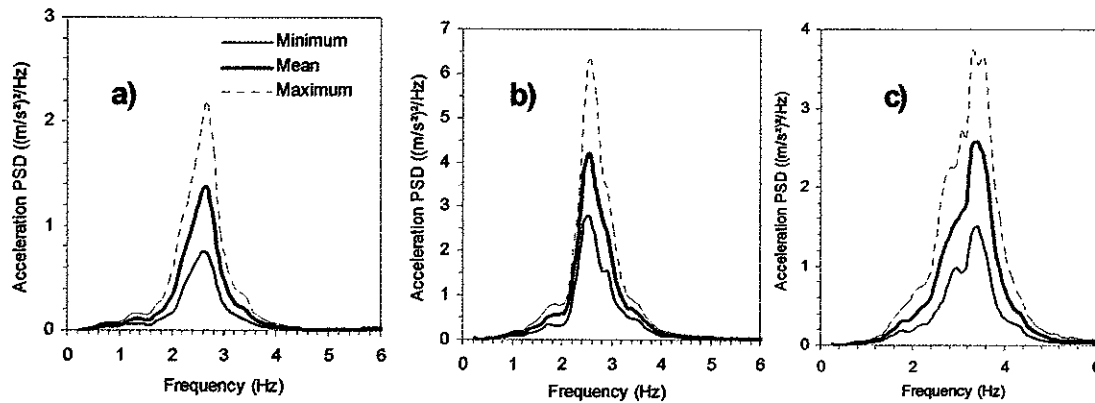 a)
Minimum
Mean
Maximum
Acceleration PSD ((m/s²)²/Hz)
3
2
1
0
0 1 2 3 4 5 6
Frequency (Hz)
b)
Acceleration PSD ((m/s²)²/Hz)
7
6
5
4
3
2
1
0
0 1 2 3 4 5 6
Frequency (Hz)
c)
Acceleration PSD ((m/s²)²/Hz)
4
3
2
1
0
0 2 4 6
Frequency (Hz)